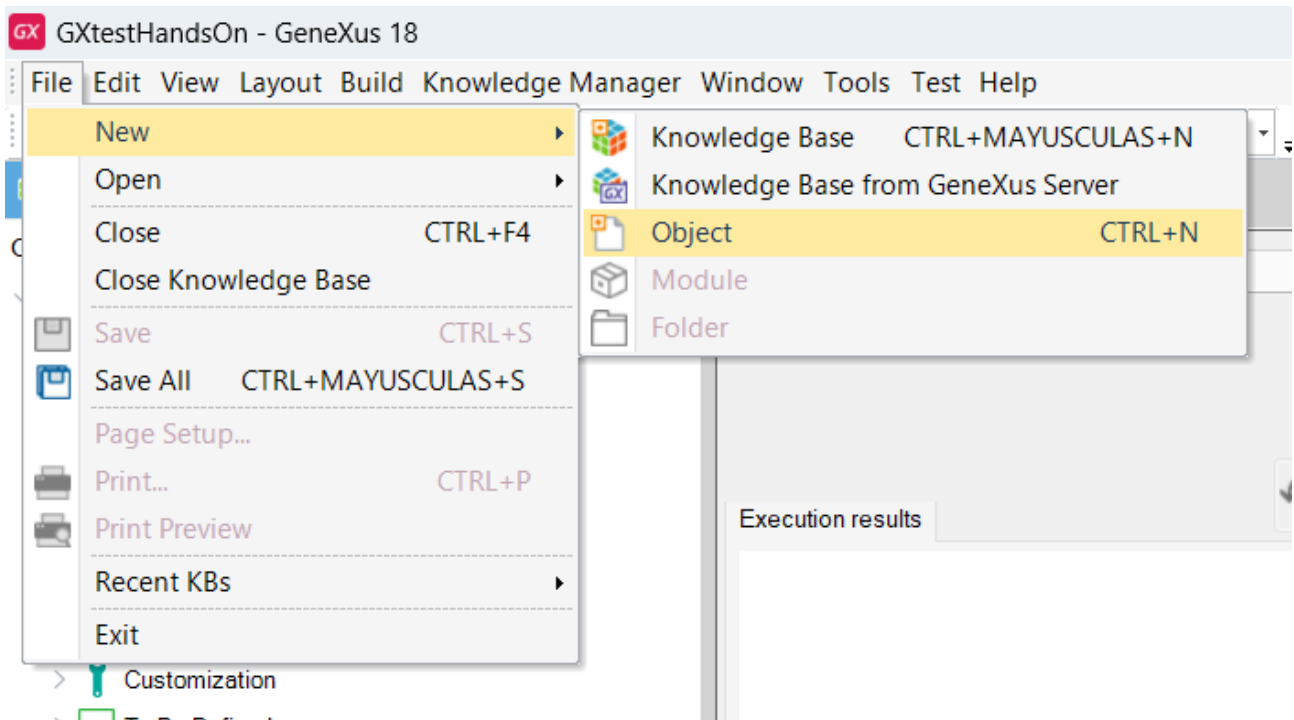 GX GXtestHandsOn - GeneXus 18
File Edit View Layout Build Knowledge Manager Window Tools Test Help
New
Open
Close CTRL+F4
Close Knowledge Base
Save CTRL+S
Save All CTRL+MAYUSCULAS+S
Page Setup...
Print... CTRL+P
Print Preview
Recent KBs
Exit
Knowledge Base CTRL+MAYUSCULAS+N
GX Knowledge Base from GeneXus Server
Object CTRL+N
Module
Folder
Execution results
Customization